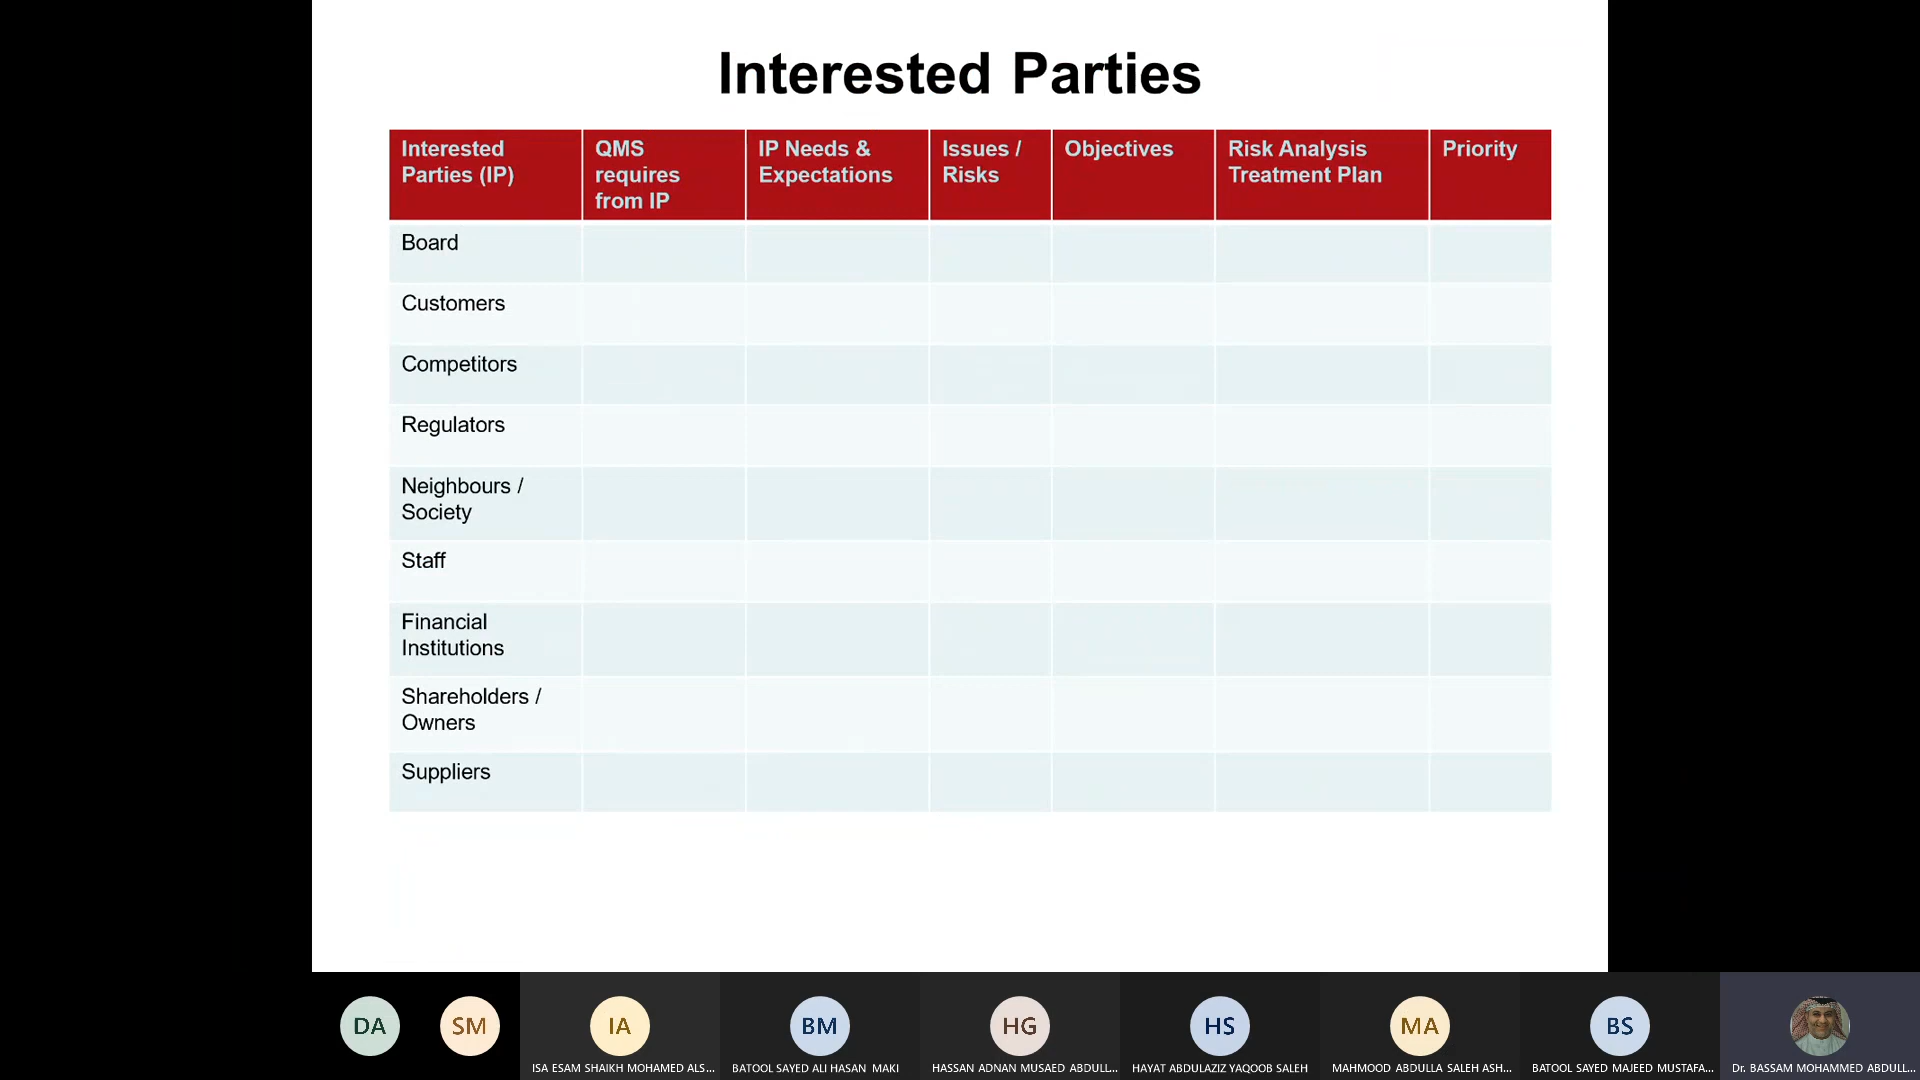 Interested Parties
Interested
Parties (IP)
QMS
requires
from IP
IP Needs &
Expectations
Issues /
Risks
Objectives
Risk Analysis
Treatment Plan
Priority
Board
Customers
Competitors
Regulators
Neighbours /
Society
Staff
Financial
Institutions
Shareholders /
Owners
Suppliers
DA
SM
IA
BM
HG
HS
MA
BS
ISA ESAM SHAIKH MOHAMED ALS...
BATOOL SAYED ALI HASAN MAKI
HASSAN ADNAN MUSAED ABDULL...
HAYAT ABDULAZIZ YAQOOB SALEH
MAHMOOD ABDULLA SALEH ASH...
BATOOL SAYED MAJEED MUSTAFA...
Dr. BASSAM MOHAMMED ABDULL...